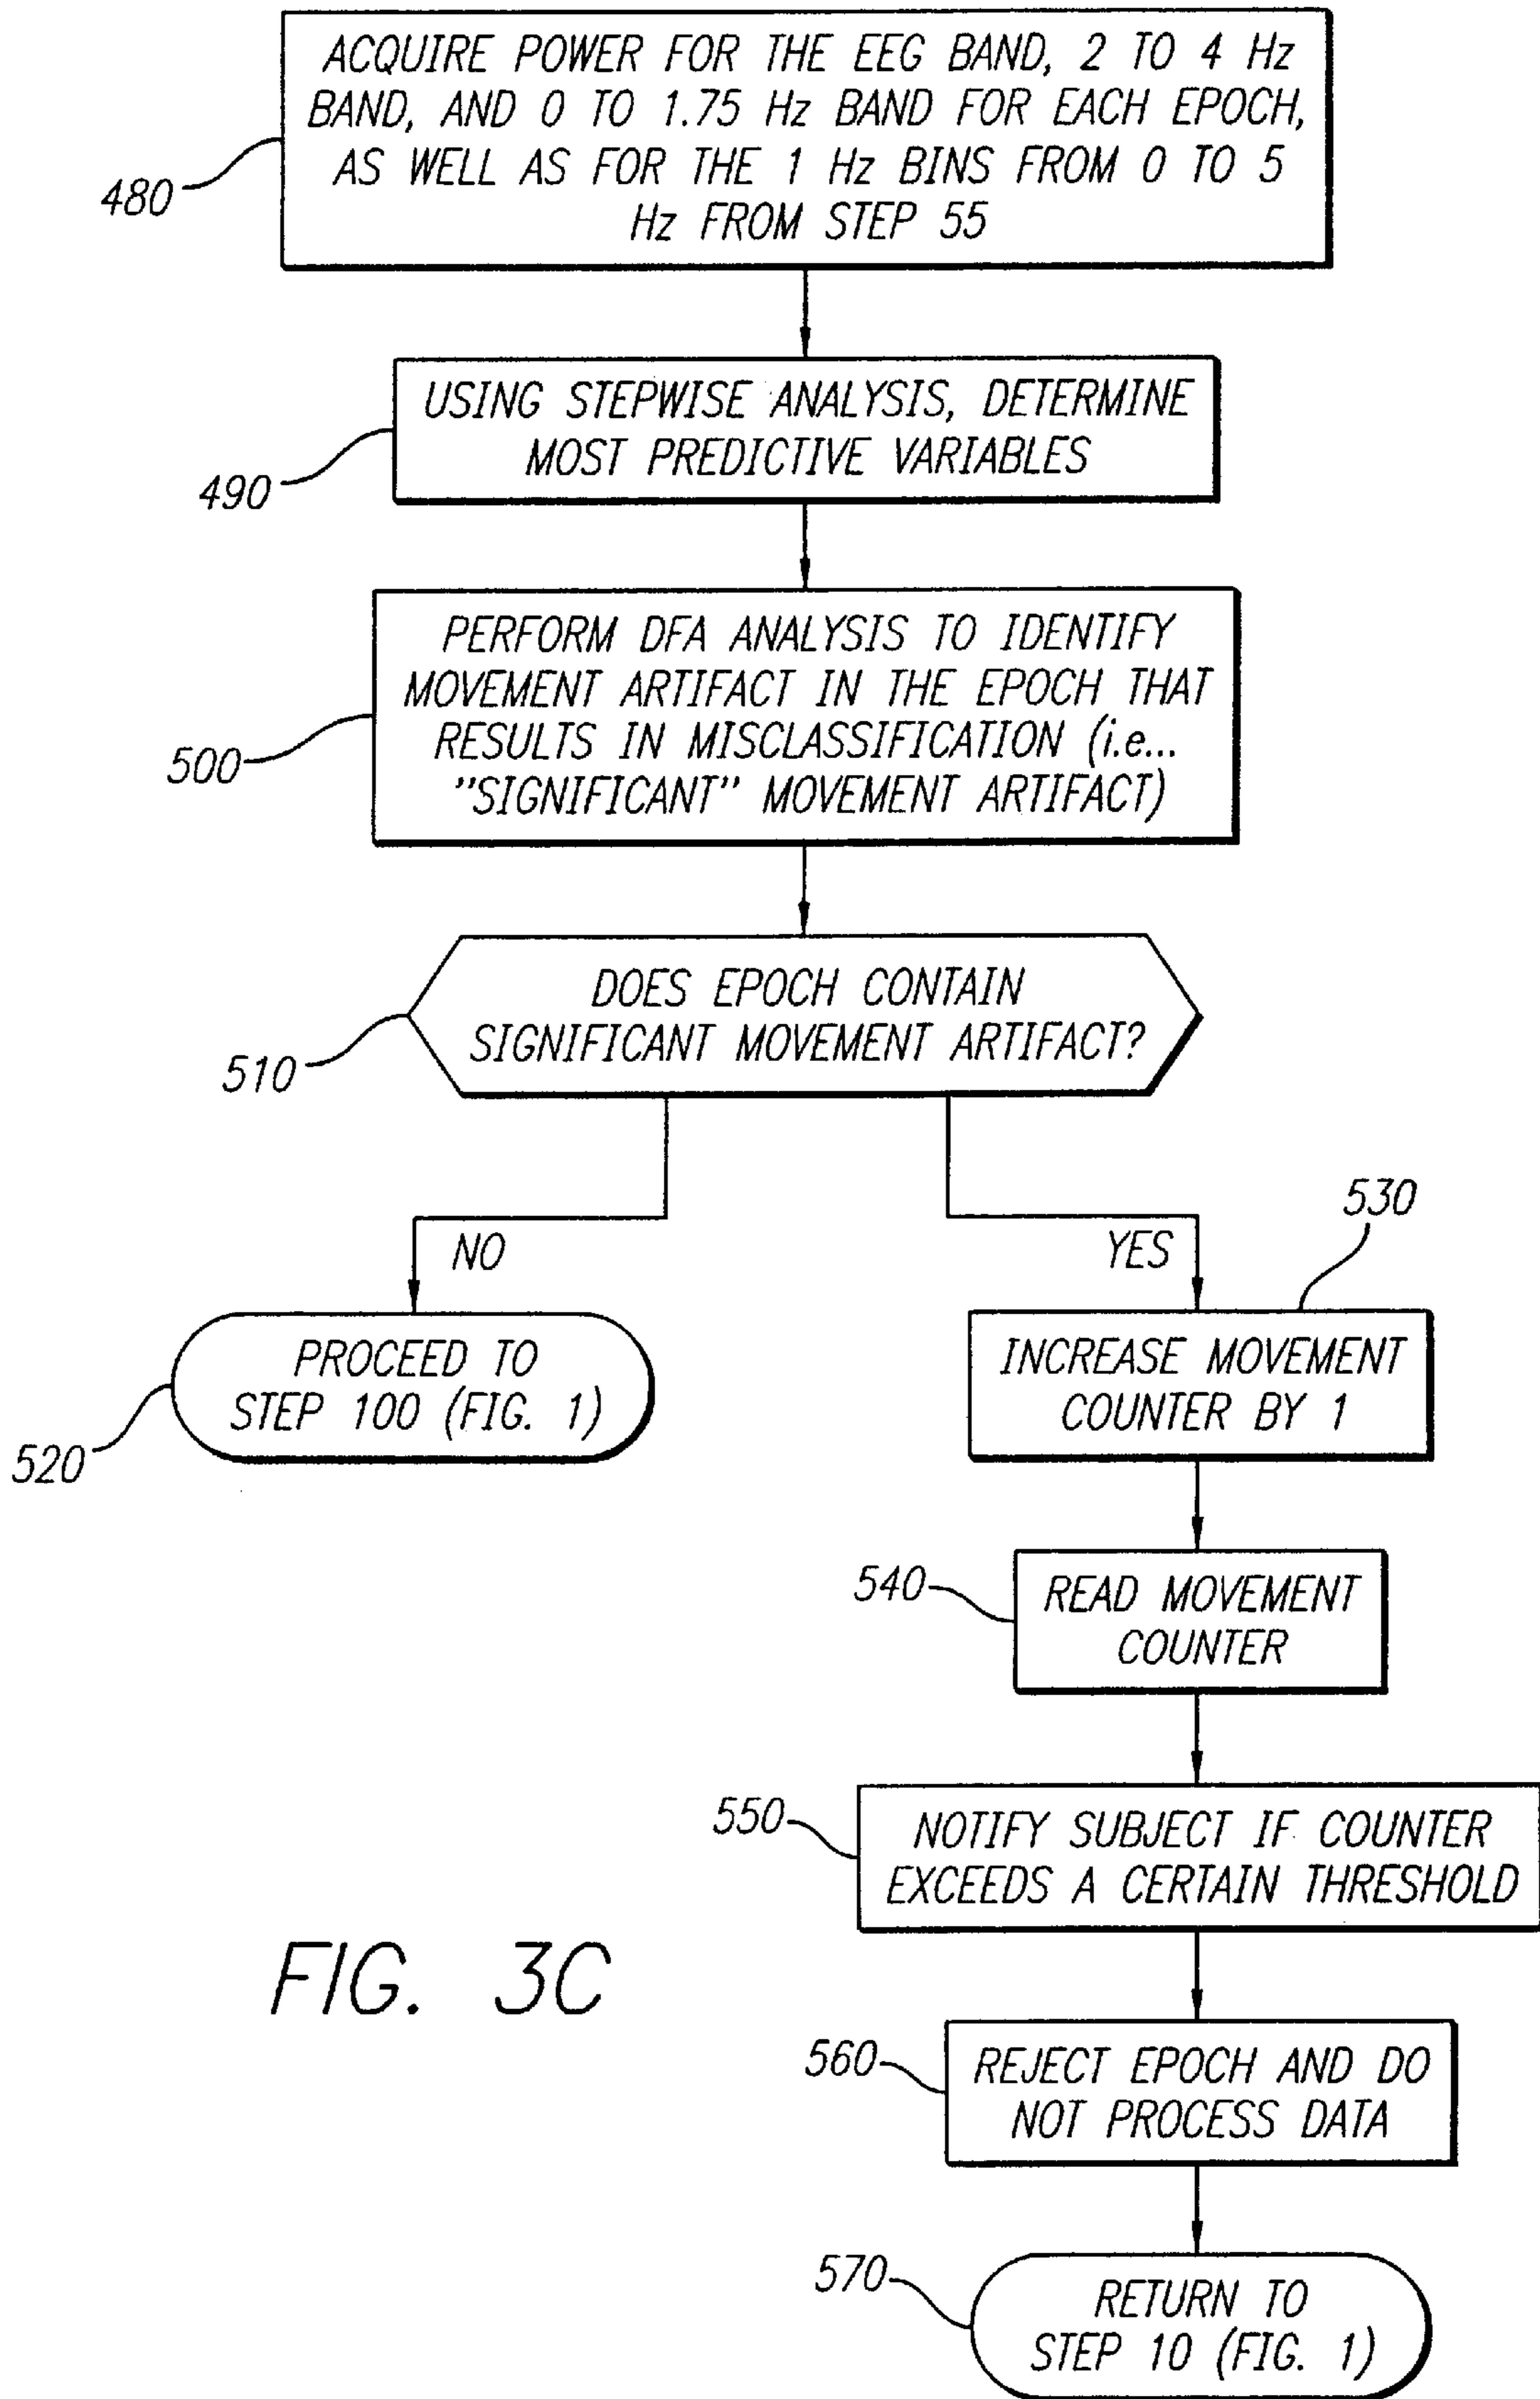 ACQUIRE POWER FOR THE EEG BAND, 2 TO 4 Hz
BAND, AND 0 TO 1.75 Hz BAND FOR EACH EPOCH,
AS WELL AS FOR THE 1 Hz BINS FROM 0 TO 5
Hz FROM STEP 55
480
USING STEPWISE ANALYSIS, DETERMINE
MOST PREDICTIVE VARIABLES
490
PERFORM DFA ANALYSIS TO IDENTIFY
MOVEMENT ARTIFACT IN THE EPOCH THAT
RESULTS IN MISCLASSIFICATION (i.e...
"SIGNIFICANT" MOVEMENT ARTIFACT)
500
DOES EPOCH CONTAIN
SIGNIFICANT MOVEMENT ARTIFACT?
510
NO
YES
530
PROCEED TO
STEP 100 (FIG. 1)
520
INCREASE MOVEMENT
COUNTER BY 1
540
READ MOVEMENT
COUNTER
550
NOTIFY SUBJECT IF COUNTER
EXCEEDS A CERTAIN THRESHOLD
FIG. 3C
560
REJECT EPOCH AND DO
NOT PROCESS DATA
570
RETURN TO
STEP 10 (FIG. 1)